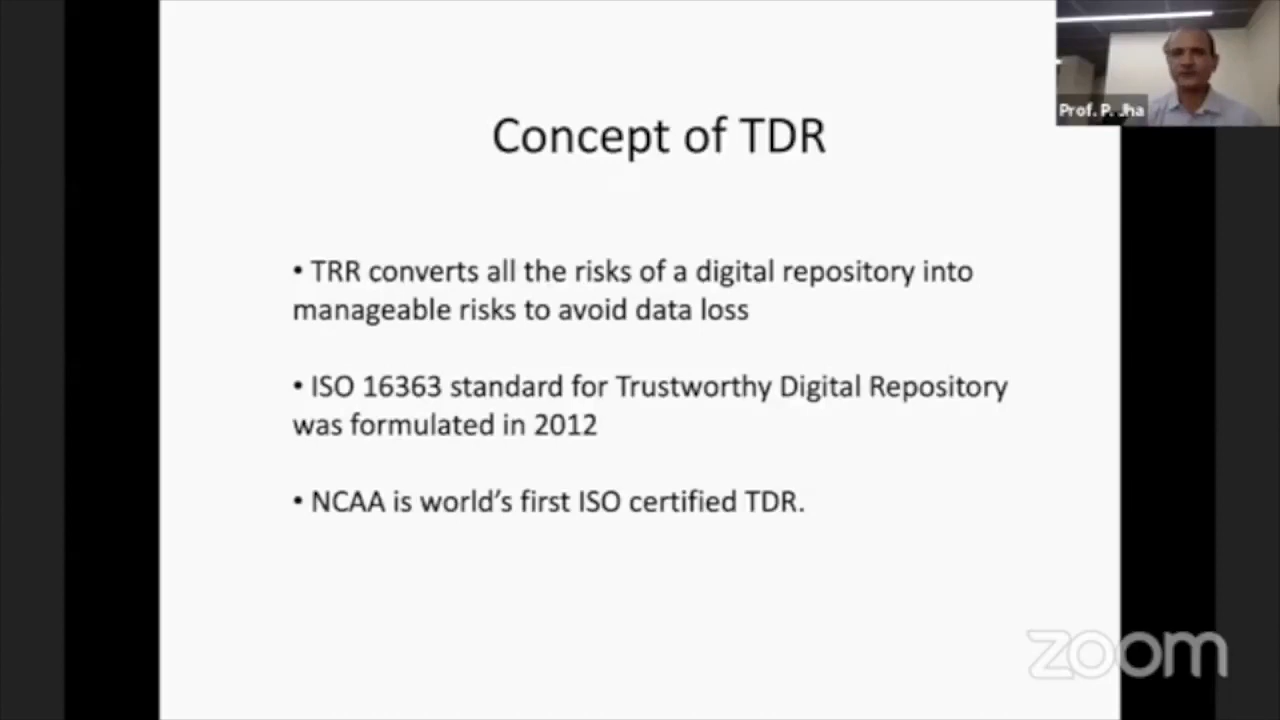 Prof. P. Jha
Concept of TDR
• TRR converts all the risks of a digital repository into
manageable risks to avoid data loss
• ISO 16363 standard for Trustworthy Digital Repository
was formulated in 2012
• NCAA is world's first ISO certified TDR.
zoom